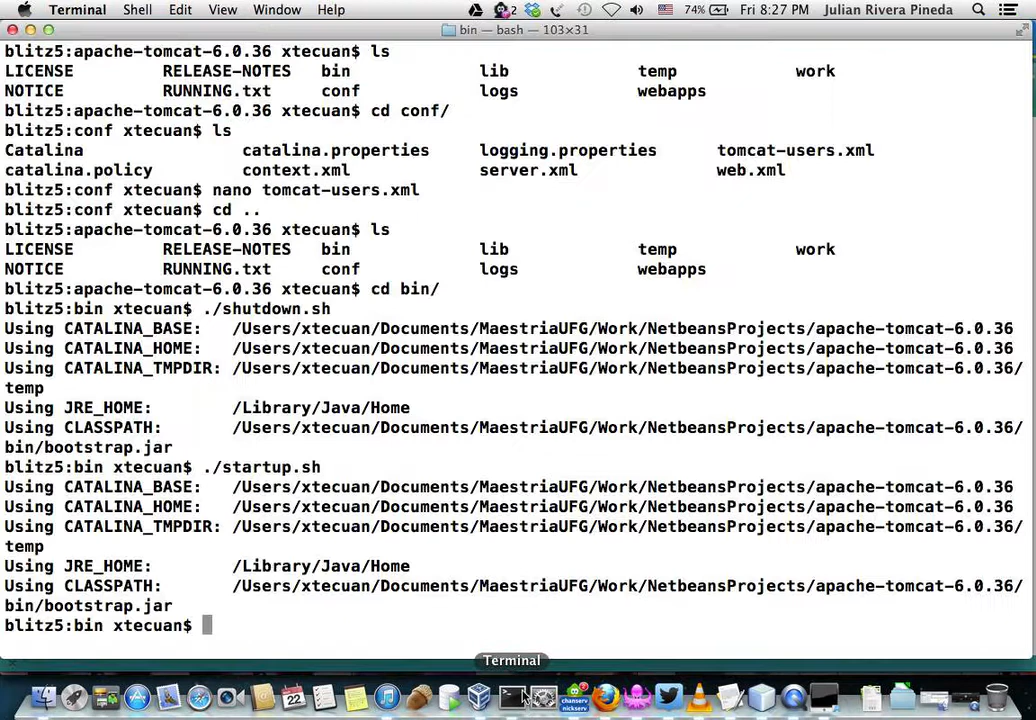 Terminal Shell Edit View Window Help 2 74% Fri 8:27 PM Julian Rivera Pineda
bin — bash — 103×31
blitz5:apache-tomcat-6.0.36 xtecuan$ ls
LICENSE RELEASE-NOTES bin lib temp work
NOTICE RUNNING.txt conf logs webapps
blitz5:apache-tomcat-6.0.36 xtecuan$ cd conf/
blitz5:conf xtecuan$ ls
Catalina catalina.properties logging.properties tomcat-users.xml
catalina.policy context.xml server.xml web.xml
blitz5:conf xtecuan$ nano tomcat-users.xml
blitz5:conf xtecuan$ cd ..
blitz5:apache-tomcat-6.0.36 xtecuan$ ls
LICENSE RELEASE-NOTES bin lib temp work
NOTICE RUNNING.txt conf logs webapps
blitz5:apache-tomcat-6.0.36 xtecuan$ cd bin/
blitz5:bin xtecuan$ ./shutdown.sh
Using CATALINA_BASE: /Users/xtecuan/Documents/MaestriaUFG/Work/NetbeansProjects/apache-tomcat-6.0.36
Using CATALINA_HOME: /Users/xtecuan/Documents/MaestriaUFG/Work/NetbeansProjects/apache-tomcat-6.0.36
Using CATALINA_TMPDIR: /Users/xtecuan/Documents/MaestriaUFG/Work/NetbeansProjects/apache-tomcat-6.0.36/
temp
Using JRE_HOME: /Library/Java/Home
Using CLASSPATH: /Users/xtecuan/Documents/MaestriaUFG/Work/NetbeansProjects/apache-tomcat-6.0.36/
bin/bootstrap.jar
blitz5:bin xtecuan$ ./startup.sh
Using CATALINA_BASE: /Users/xtecuan/Documents/MaestriaUFG/Work/NetbeansProjects/apache-tomcat-6.0.36
Using CATALINA_HOME: /Users/xtecuan/Documents/MaestriaUFG/Work/NetbeansProjects/apache-tomcat-6.0.36
Using CATALINA_TMPDIR: /Users/xtecuan/Documents/MaestriaUFG/Work/NetbeansProjects/apache-tomcat-6.0.36/
temp
Using JRE_HOME: /Library/Java/Home
Using CLASSPATH: /Users/xtecuan/Documents/MaestriaUFG/Work/NetbeansProjects/apache-tomcat-6.0.36/
bin/bootstrap.jar
blitz5:bin xtecuan$
Terminal
22
chanserv
nickserv